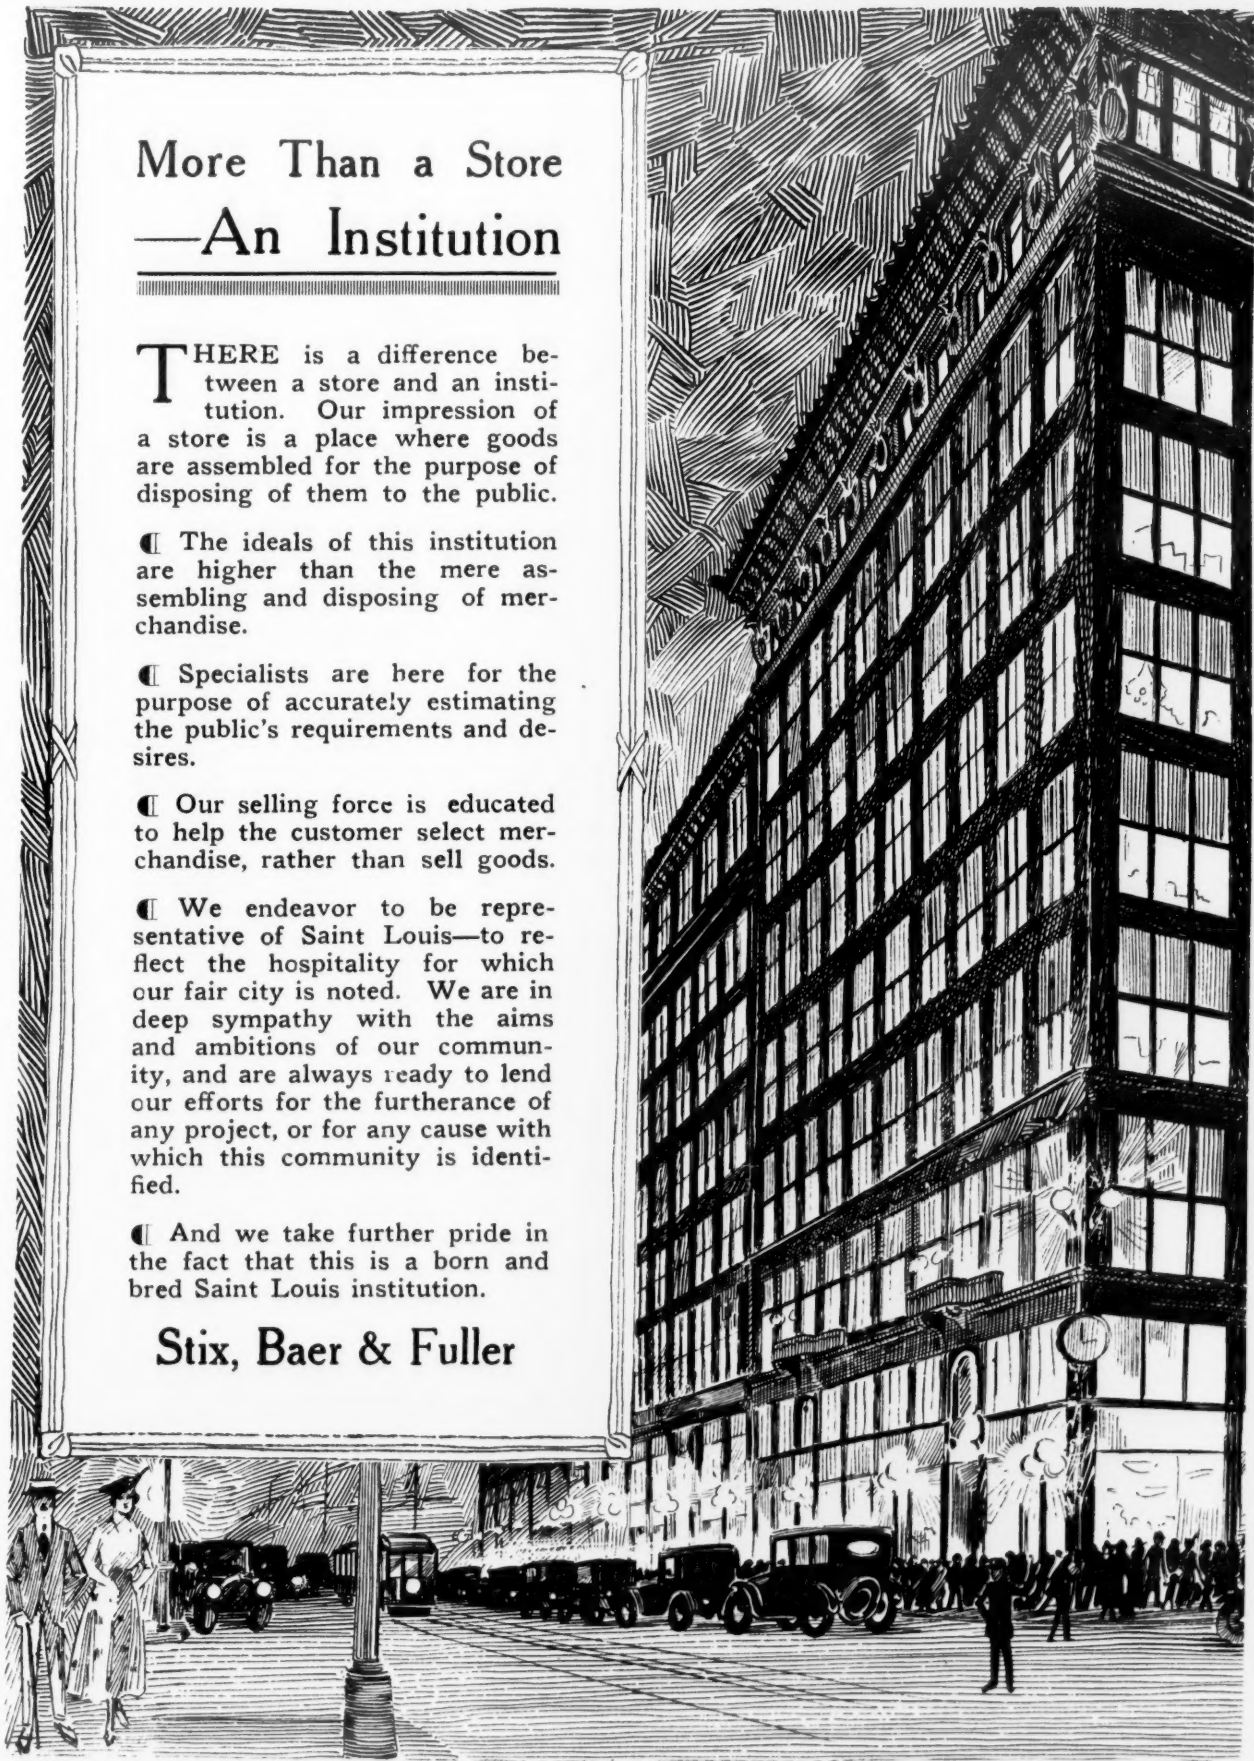 More Than a Store
—An Institution
THERE is a difference be-
tween a store and an insti-
tution. Our impression of
a store is a place where goods
are assembled for the purpose of
disposing of them to the public.
¶ The ideals of this institution
are higher than the mere as-
sembling and disposing of mer-
chandise.
¶ Specialists are here for the
purpose of accurately estimating
the public's requirements and de-
sires.
¶ Our selling force is educated
to help the customer select mer-
chandise, rather than sell goods.
¶ We endeavor to be repre-
sentative of Saint Louis—to re-
flect the hospitality for which
our fair city is noted. We are in
deep sympathy with the aims
and ambitions of our commun-
ity, and are always ready to lend
our efforts for the furtherance of
any project, or for any cause with
which this community is identi-
fied.
¶ And we take further pride in
the fact that this is a born and
bred Saint Louis institution.
Stix, Baer & Fuller